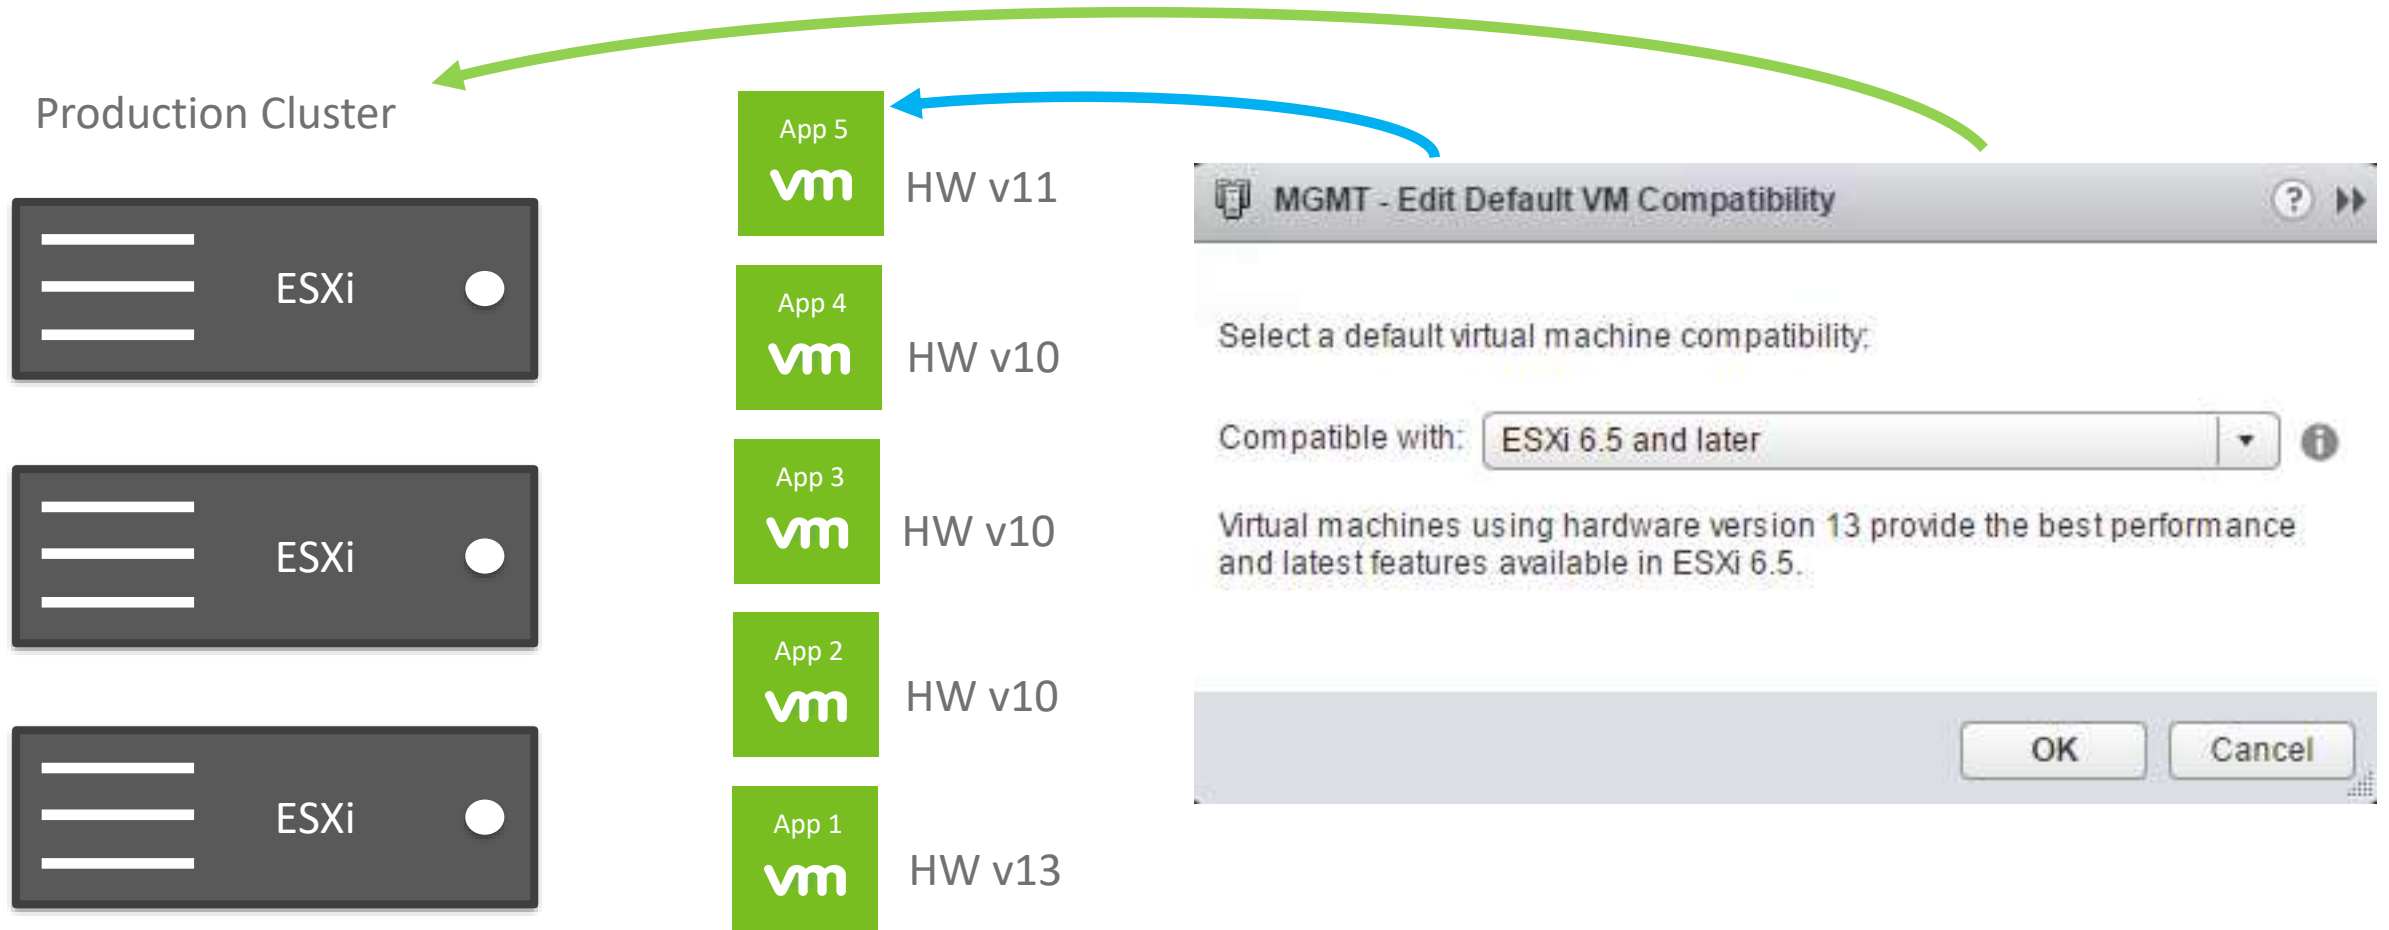 Production Cluster
ESXi
ESXi
ESXi
App 5
vm
HW v11
App 4
vm
HW v10
App 3
vm
HW v10
App 2
vm
HW v10
App 1
vm
HW v13
MGMT - Edit Default VM Compatibility
?
Select a default virtual machine compatibility:
Compatible with: ESXi 6.5 and later
Virtual machines using hardware version 13 provide the best performance
and latest features available in ESXi 6.5.
OK Cancel